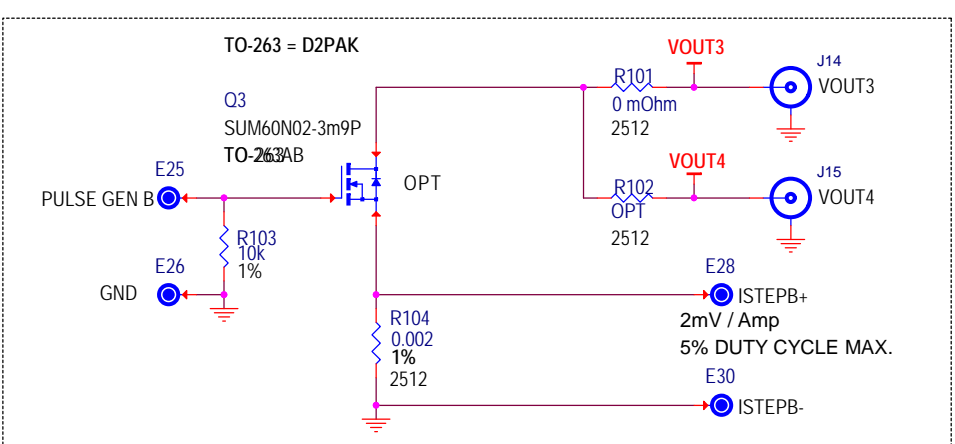 TO-263 = D2PAK
Q3
SUM60N02-3m9P
TO-263AB
OPT
E25
PULSE GEN B
R103
10k
1%
E26
GND
R101
0 mOhm
2512
VOUT3
J14
VOUT3
R102
OPT
2512
VOUT4
J15
VOUT4
E28
ISTEPB+
2mV / Amp
5% DUTY CYCLE MAX.
R104
0.002
1%
2512
E30
ISTEPB-